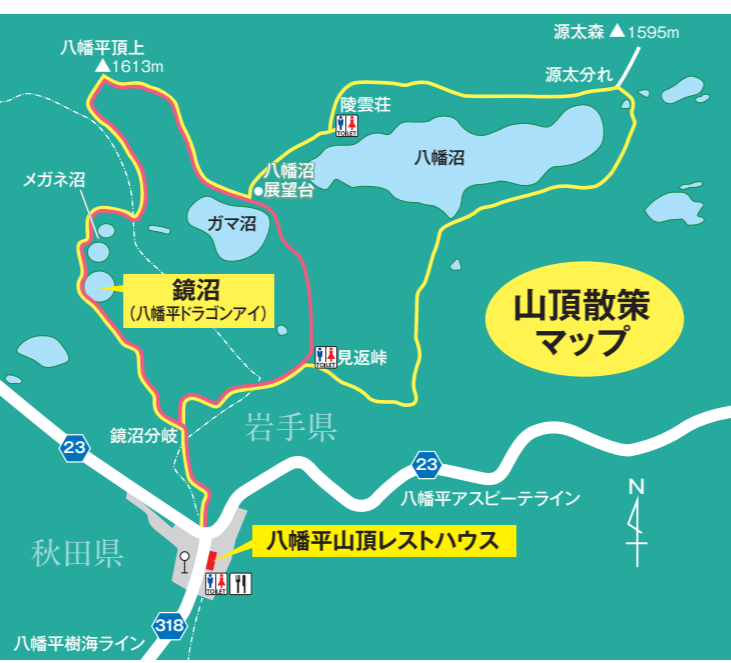 源太森 ▲1595m
八幡平頂上
▲1613m
源太分れ
陵雲荘
TOILET
八幡沼
メガネ沼
八幡沼
展望台
ガマ沼
鏡沼
(八幡平ドラゴンアイ)
山頂散策
マップ
TOILET
見返峠
鏡沼分岐
岩手県
23
23
八幡平アスピーテライン
N
八幡平山頂レストハウス
秋田県
TOILET
318
八幡平樹海ライン